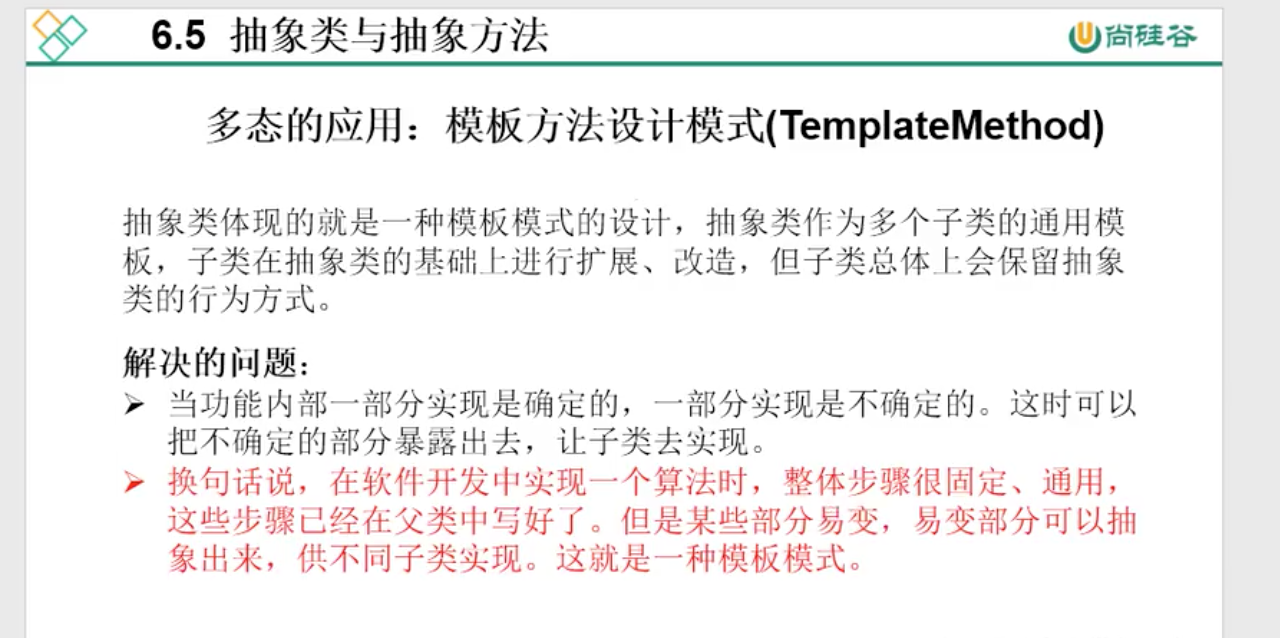 6.5 抽象类与抽象方法
尚硅谷
多态的应用：模板方法设计模式(TemplateMethod)
抽象类体现的就是一种模板模式的设计，抽象类作为多个子类的通用模
板，子类在抽象类的基础上进行扩展、改造，但子类总体上会保留抽象
类的行为方式。
解决的问题：
➢ 当功能内部一部分实现是确定的，一部分实现是不确定的。这时可以
把不确定的部分暴露出去，让子类去实现。
➢ 换句话说，在软件开发中实现一个算法时，整体步骤很固定、通用，
这些步骤已经在父类中写好了。但是某些部分易变，易变部分可以抽
象出来，供不同子类实现。这就是一种模板模式。